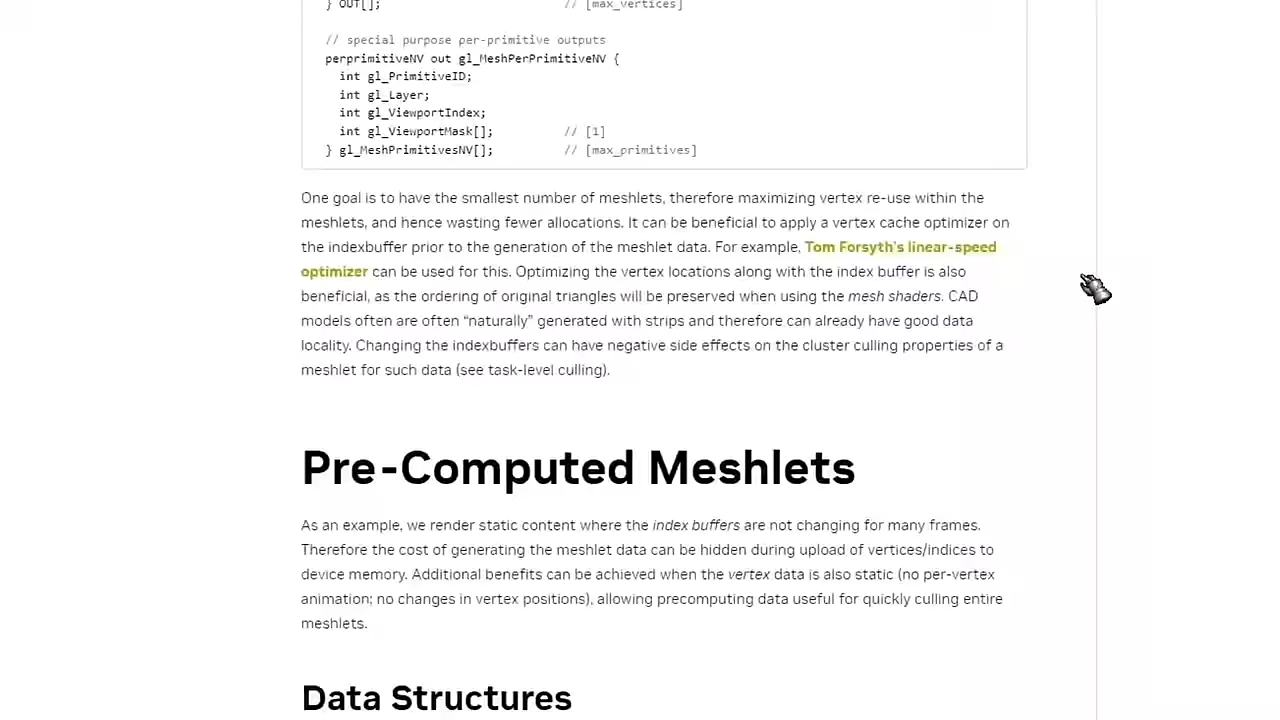 } OUT[];                          // [max_vertices]
// special purpose per-primitive outputs
perprimitiveNV out gl_MeshPerPrimitiveNV {
  int gl_PrimitiveID;
  int gl_Layer;
  int gl_ViewportIndex;
  int gl_ViewportMask[];          // [1]
} gl_MeshPrimitivesNV[];          // [max_primitives]
One goal is to have the smallest number of meshlets, therefore maximizing vertex re-use within the
meshlets, and hence wasting fewer allocations. It can be beneficial to apply a vertex cache optimizer on
the indexbuffer prior to the generation of the meshlet data. For example, Tom Forsyth's linear-speed
optimizer can be used for this. Optimizing the vertex locations along with the index buffer is also
beneficial, as the ordering of original triangles will be preserved when using the mesh shaders. CAD
models often are often “naturally” generated with strips and therefore can already have good data
locality. Changing the indexbuffers can have negative side effects on the cluster culling properties of a
meshlet for such data (see task-level culling).
Pre-Computed Meshlets
As an example, we render static content where the index buffers are not changing for many frames.
Therefore the cost of generating the meshlet data can be hidden during upload of vertices/indices to
device memory. Additional benefits can be achieved when the vertex data is also static (no per-vertex
animation; no changes in vertex positions), allowing precomputing data useful for quickly culling entire
meshlets.
Data Structures